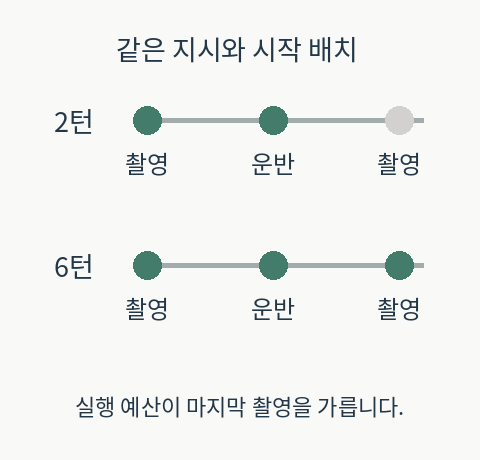 같은 지시와 시작 배치
2턴
촬영 운반 촬영
6턴
촬영 운반 촬영
실행 예산이 마지막 촬영을 가릅니다.